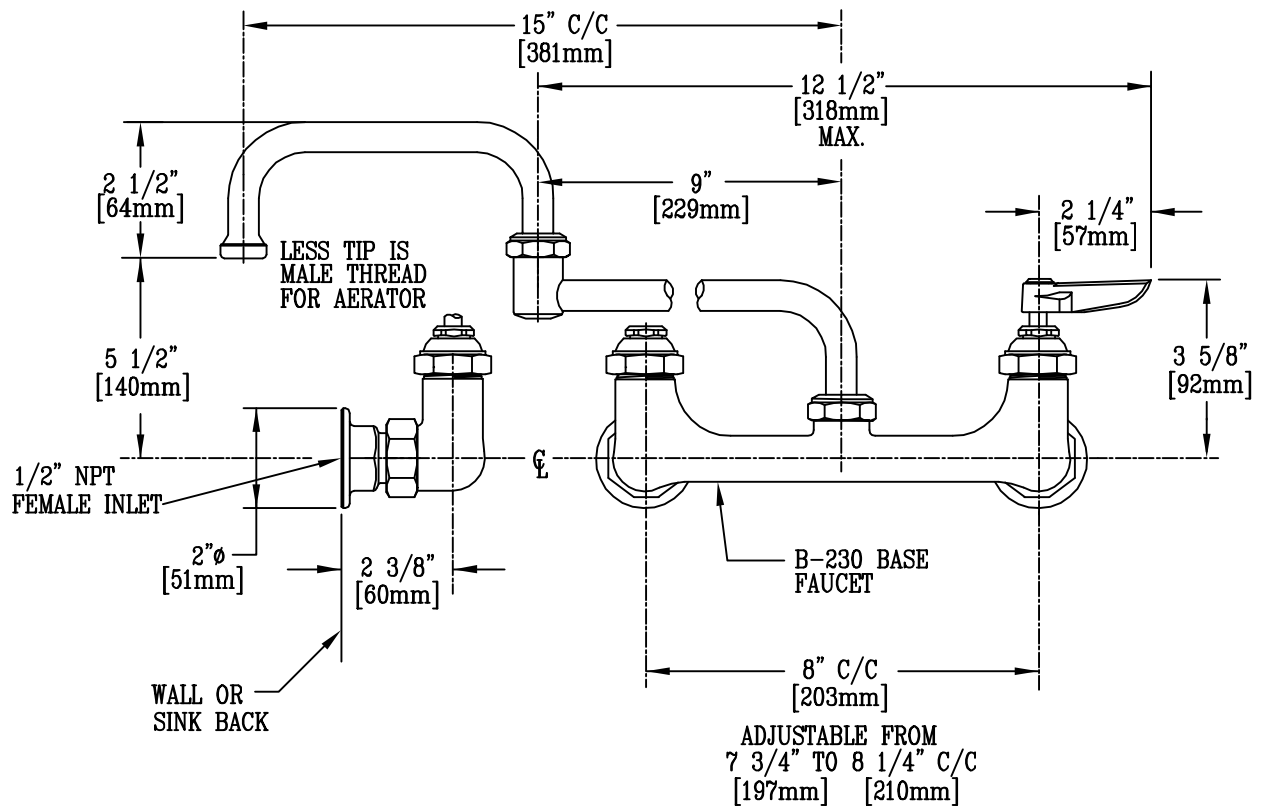 15" C/C
[381mm]
12 1/2"
[318mm]
MAX.
2 1/2"
[64mm]
9"
[229mm]
2 1/4"
[57mm]
LESS TIP IS
MALE THREAD
FOR AERATOR
5 1/2"
[140mm]
3 5/8"
[92mm]
1/2" NPT
FEMALE INLET
℄
2"ø
[51mm]
2 3/8"
[60mm]
B-230 BASE
FAUCET
WALL OR
SINK BACK
8" C/C
[203mm]
ADJUSTABLE FROM
7 3/4" TO 8 1/4" C/C
[197mm] [210mm]